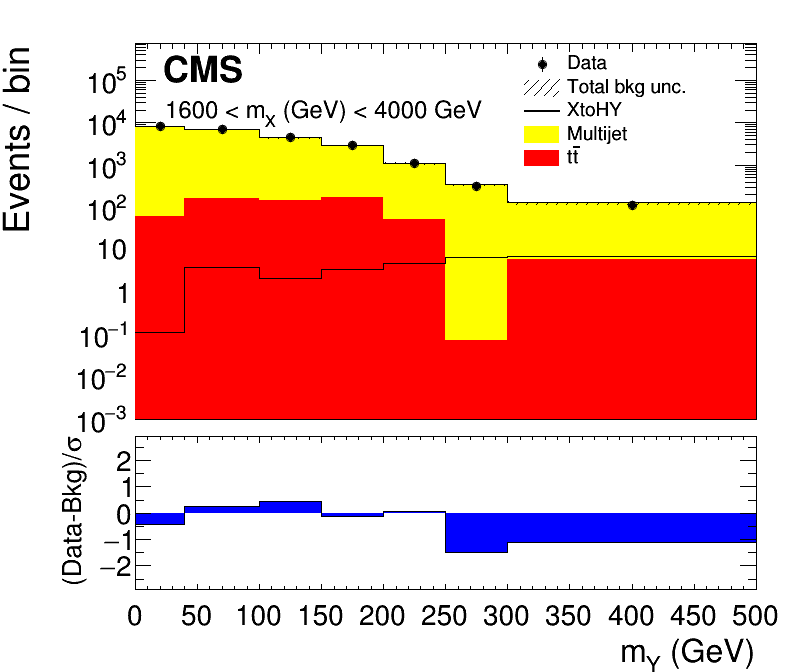 CMS
1600 < m_X (GeV) < 4000 GeV
Data
Total bkg unc.
XtoHY
Multijet
tt̄
Events / bin
10^5
10^4
10^3
10^2
10
1
10^−1
10^−2
10^−3
(Data-Bkg)/σ
2
1
0
−1
−2
0 50 100 150 200 250 300 350 400 450 500
m_Y (GeV)